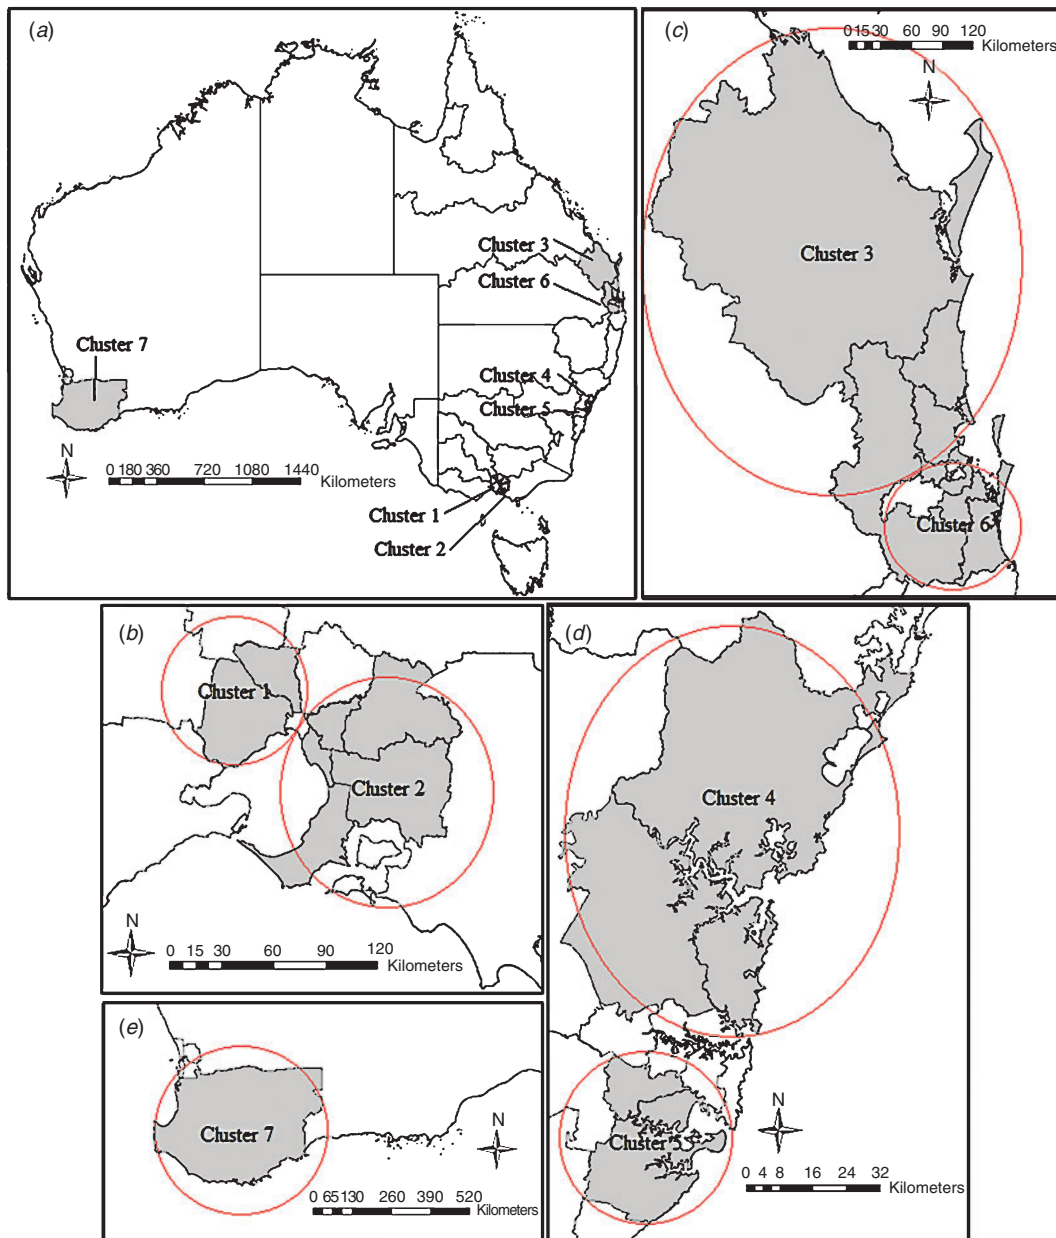 (a)
Cluster 3
Cluster 6
Cluster 7
Cluster 4
Cluster 5
N
0 180 360 720 1080 1440
Kilometers
Cluster 1
Cluster 2
(c)
0 15 30 60 90 120
Kilometers
N
Cluster 3
Cluster 6
(b)
Cluster 1
Cluster 2
N
0 15 30 60 90 120
Kilometers
(d)
Cluster 4
Cluster 5
N
0 4 8 16 24 32
Kilometers
(e)
Cluster 7
N
0 65 130 260 390 520
Kilometers